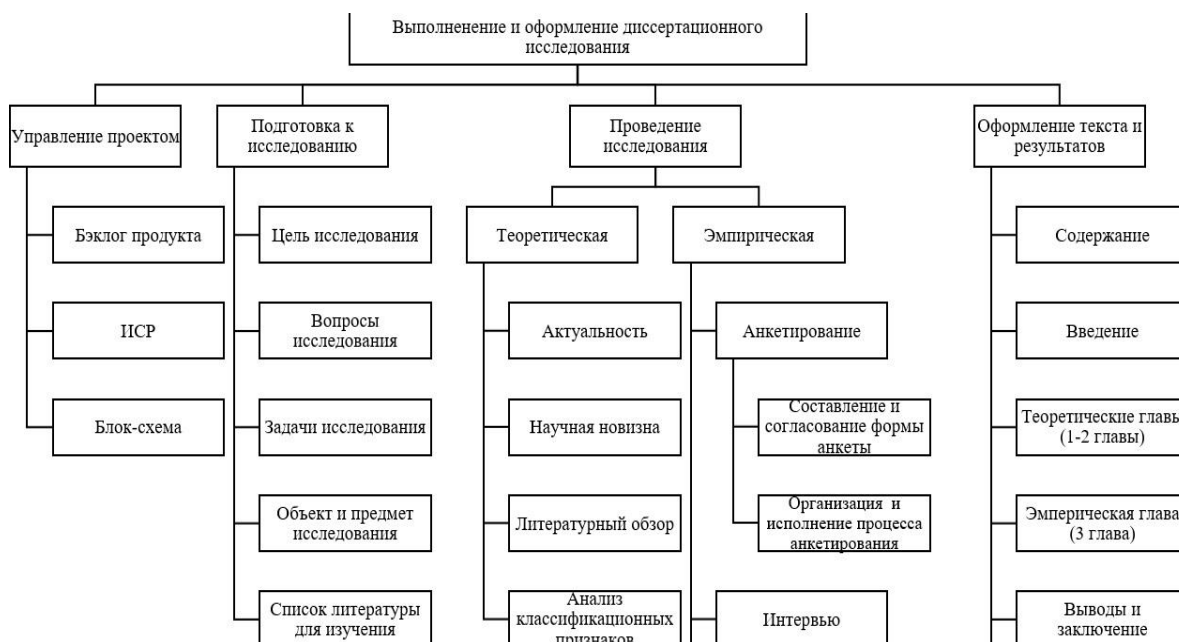 Выполненение и оформление диссертационного
исследования
Управление проектом
Подготовка к
исследованию
Проведение
исследования
Оформление текста и
результатов
Бэклог продукта
Цель исследования
Теоретическая
Эмпирическая
Содержание
ИСР
Вопросы
исследования
Актуальность
Анкетирование
Введение
Блок-схема
Задачи исследования
Научная новизна
Составление и
согласование формы
анкеты
Теоретические главы
(1-2 главы)
Объект и предмет
исследования
Литературный обзор
Организация и
исполнение процесса
анкетирования
Эмперическая глава
(3 глава)
Список литературы
для изучения
Анализ
классификационных
признаков
Интервью
Выводы и
заключение